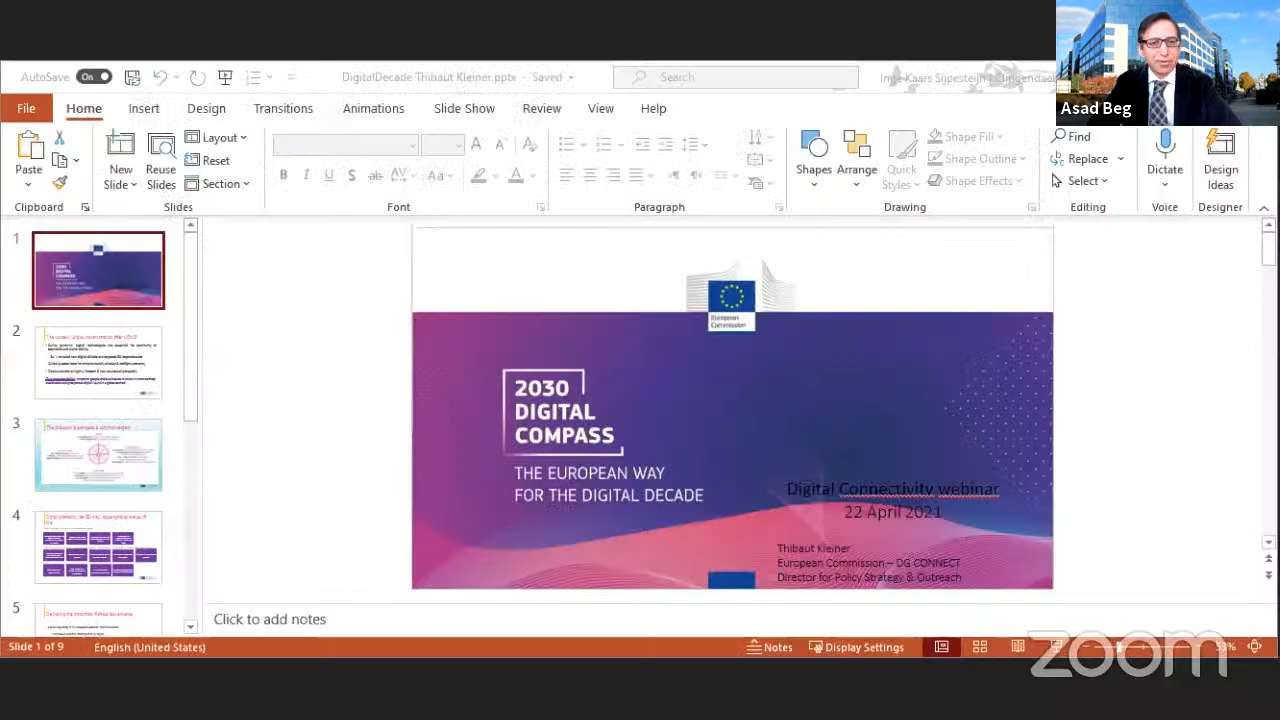 AutoSave On
DigitalDecade Thibaut Kleiner.pptx - Saved
Search
Asad Beg
File Home Insert Design Transitions Animations Slide Show Review View Help
Paste
New Slide
Reuse Slides
Layout
Reset
Section
Shapes
Arrange
Quick Styles
Shape Fill
Shape Outline
Shape Effects
Find
Replace
Select
Dictate
Design Ideas
Clipboard Slides Font Paragraph Drawing Editing Voice Designer
1
2
3
4
5
European
Commission
2030
DIGITAL
COMPASS
THE EUROPEAN WAY
FOR THE DIGITAL DECADE
Digital Connectivity webinar
22 April 2021
Thibaut Kleiner
European Commission – DG CONNECT
Director for Policy Strategy & Outreach
Click to add notes
Slide 1 of 9 English (United States) Notes Display Settings
zoom